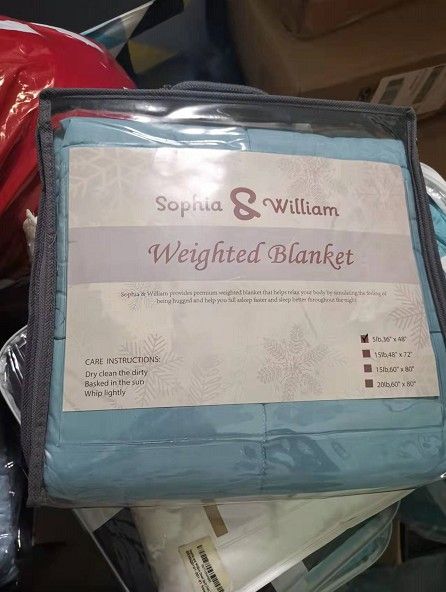 Sophia & William
Weighted Blanket
Sophia & William provides premium weighted blanket that helps relax your body by simulating the feeling of
being hugged and help you fall asleep faster and sleep better throughout the night
5lb,36" x 48"
15lb,48" x 72"
15lb,60" x 80"
20lb,60" x 80"
CARE INSTRUCTIONS:
Dry clean the dirty
Basked in the sun
Whip lightly